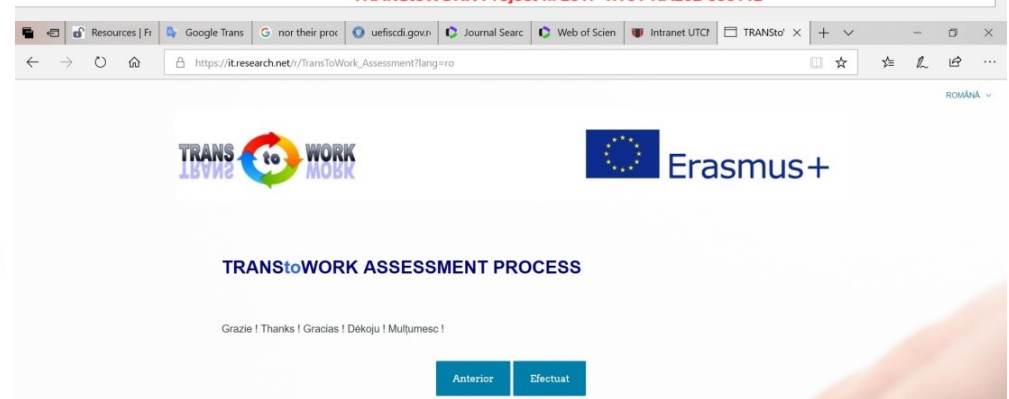 Resources | Fr
Google Trans
nor their proc
uefiscdi.gov.ro
Journal Searc
Web of Scien
Intranet UTCN
TRANSto'
https://it.research.net/r/TransToWork_Assessment?lang=ro
ROMÂNĂ
TRANS to WORK
Erasmus+
TRANStoWORK ASSESSMENT PROCESS
Grazie ! Thanks ! Gracias ! Dėkoju ! Mulțumesc !
Anterior
Efectuat